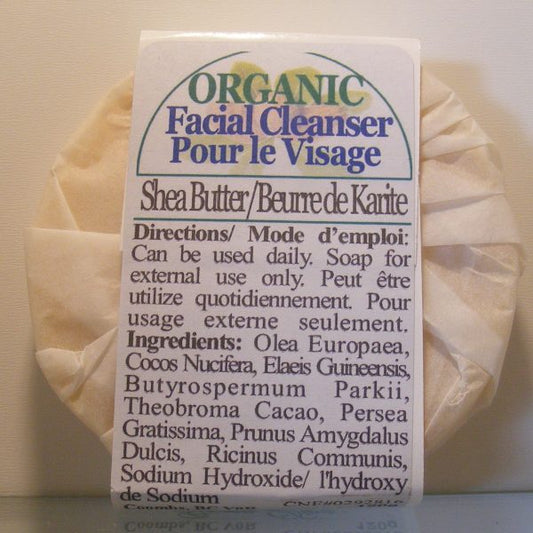 ORGANIC
Facial Cleanser
Pour le Visage
Shea Butter/Beurre de Karite
Directions/ Mode d'emploi:
Can be used daily. Soap for
external use only. Peut être
utilize quotidiennement. Pour
usage externe seulement.
Ingredients: Olea Europaea,
Cocos Nucifera, Elaeis Guineensis,
Butyrospermum Parkii,
Theobroma Cacao, Persea
Gratissima, Prunus Amygdalus
Dulcis, Ricinus Communis,
Sodium Hydroxide/ l'hydroxy
de Sodium
Coombs, BC